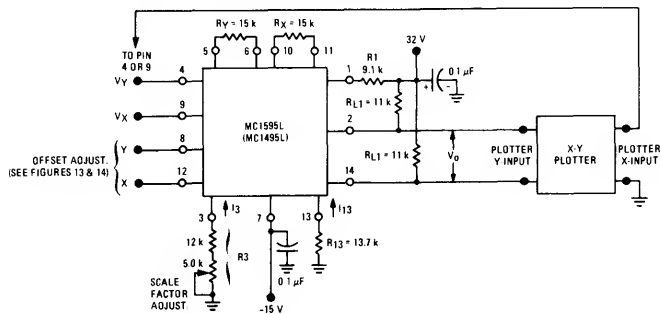 RY = 15 k
RX = 15 k
5
6
10
11
32 V
TO PIN
4 OR 9
VY
4
1
R1
9.1 k
0 1 µF
+
-
VX
9
RL1 = 11 k
MC1595L
(MC1495L)
2
OFFSET ADJUST.
(SEE FIGURES 13 & 14)
Y
8
X
12
RL1 = 11 k
14
Vo
PLOTTER
Y-INPUT
X-Y
PLOTTER
PLOTTER
X-INPUT
3
I3
7
13
I13
12 k
5.0 k
R3
SCALE
FACTOR
ADJUST.
0 1 µF
-15 V
R13 = 13.7 k